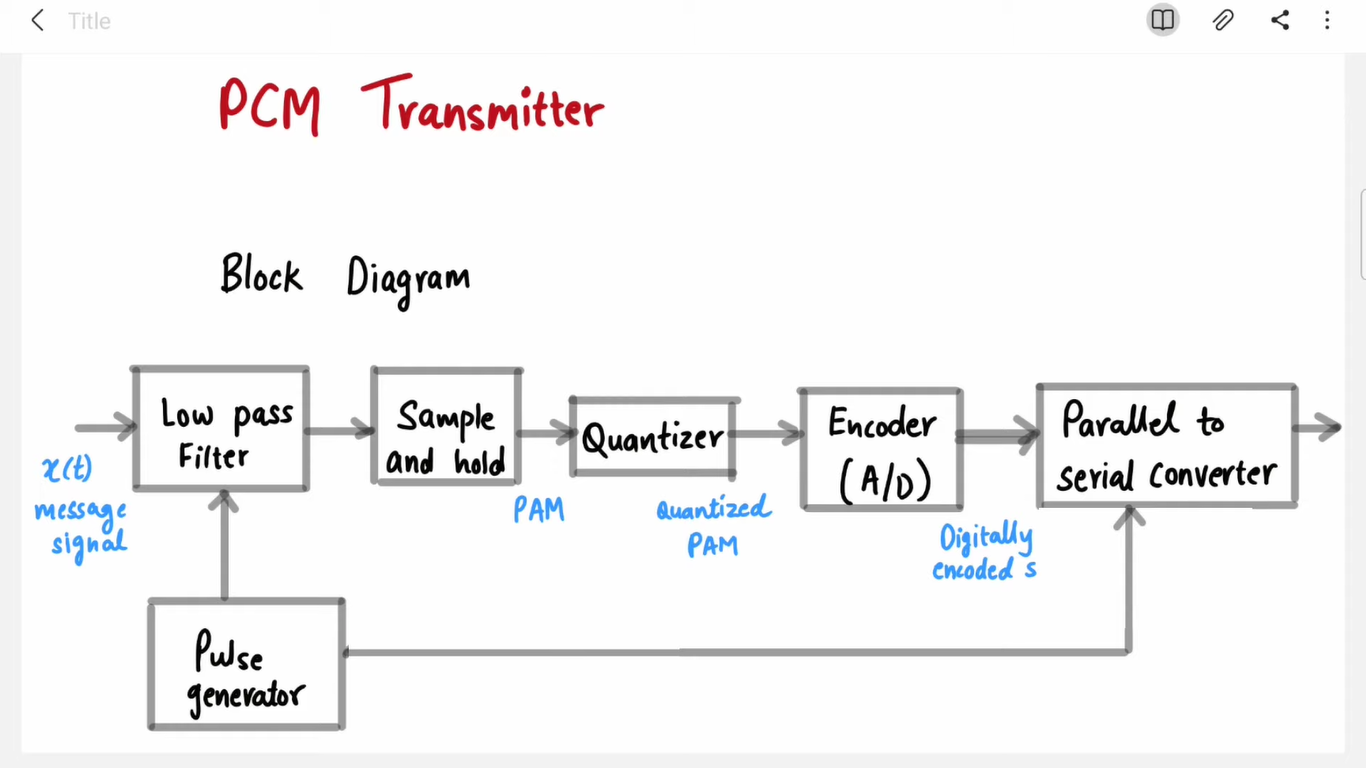 Title
PCM Transmitter
Block Diagram
Low pass
Filter
Sample
and hold
Quantizer
Encoder
(A/D)
Parallel to
serial converter
x(t)
message
signal
PAM
Quantized
PAM
Digitally
encoded s
Pulse
generator